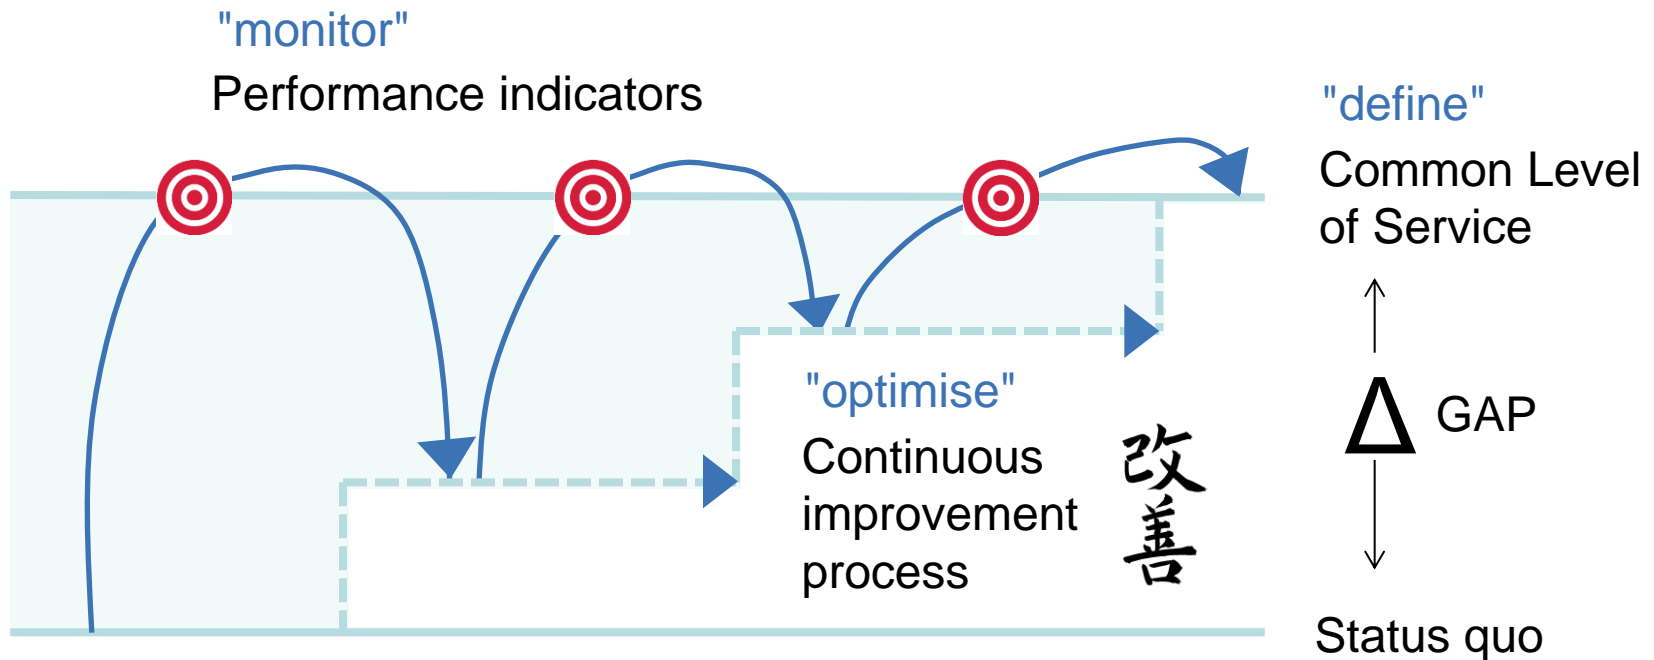 "monitor"
Performance indicators
"define"
Common Level
of Service
Δ GAP
"optimise"
Continuous
improvement
process
改
善
Status quo